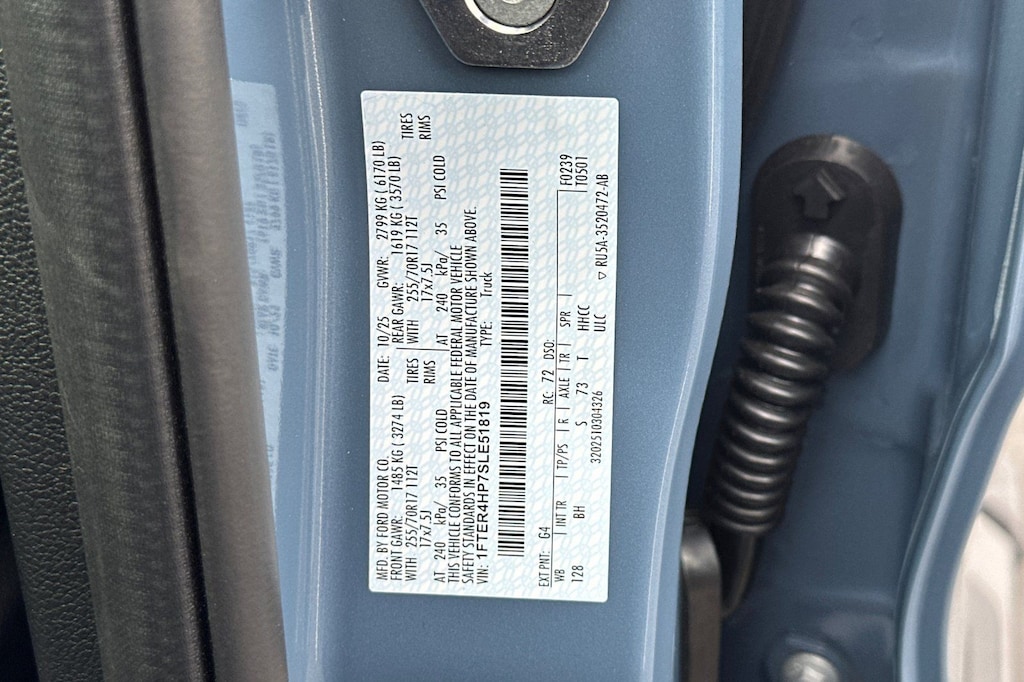 MFD. BY FORD MOTOR CO.
DATE: 10/25 GVWR: 2799 KG ( 6170 LB)
FRONT GAWR: 1485 KG ( 3274 LB)
REAR GAWR: 1619 KG ( 3570 LB)
WITH 255/70R17 112T TIRES
WITH 255/70R17 112T TIRES
17x7.5J RIMS
17x7.5J RIMS
AT 240 kPa/ 35 PSI COLD
AT 240 kPa/ 35 PSI COLD
THIS VEHICLE CONFORMS TO ALL APPLICABLE FEDERAL MOTOR VEHICLE
SAFETY STANDARDS IN EFFECT ON THE DATE OF MANUFACTURE SHOWN ABOVE.
VIN: 1FTER4HP7SLE51819
TYPE: Truck
EXT PNT: G4 RC: 72 DSO: F0239
WB INT TR TP/PS R AXLE TR SPR T0501
128 BH S 73 T HHCC
3202510304326 ULC ▽ RU5A-3520472-AB